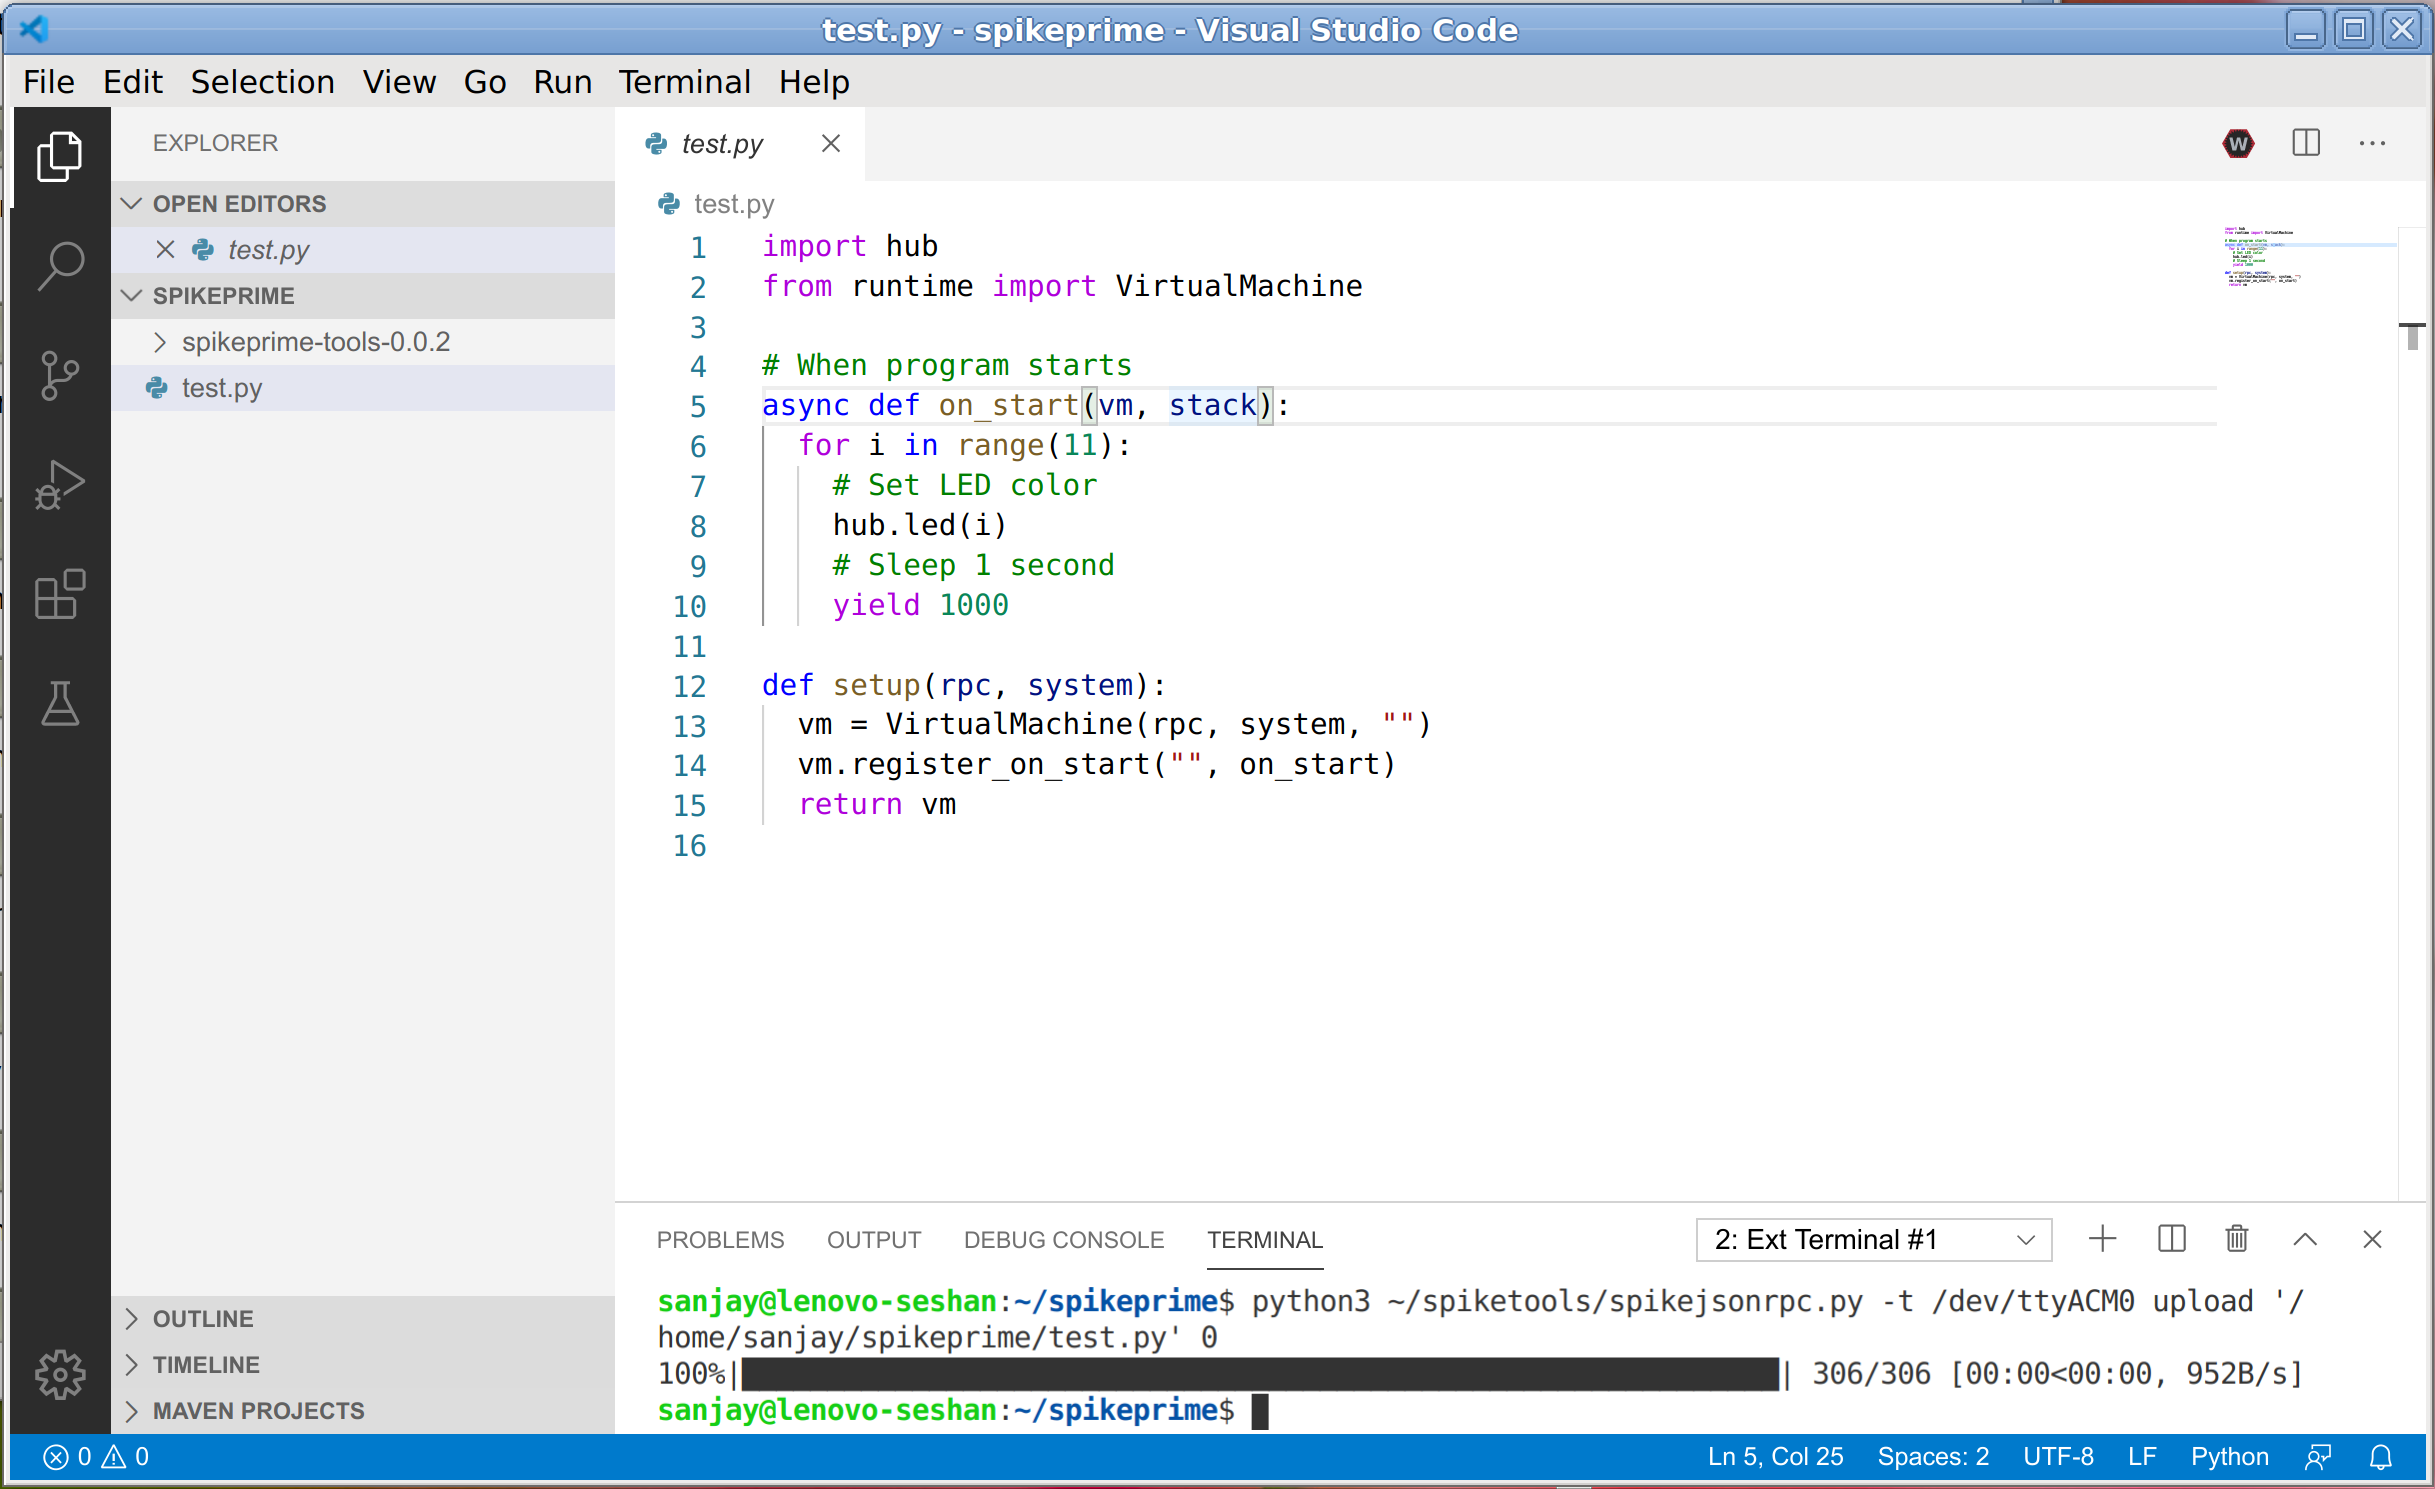 test.py - spikeprime - Visual Studio Code
File Edit Selection View Go Run Terminal Help
EXPLORER
OPEN EDITORS
test.py
SPIKEPRIME
spikeprime-tools-0.0.2
test.py
OUTLINE
TIMELINE
MAVEN PROJECTS
test.py
W
test.py
1 import hub
2 from runtime import VirtualMachine
3
4 # When program starts
5 async def on_start(vm, stack):
6   for i in range(11):
7     # Set LED color
8     hub.led(i)
9     # Sleep 1 second
10     yield 1000
11
12 def setup(rpc, system):
13   vm = VirtualMachine(rpc, system, "")
14   vm.register_on_start("", on_start)
15   return vm
16
PROBLEMS OUTPUT DEBUG CONSOLE TERMINAL 2: Ext Terminal #1
sanjay@lenovo-seshan:~/spikeprime$ python3 ~/spiketools/spikejsonrpc.py -t /dev/ttyACM0 upload '/
home/sanjay/spikeprime/test.py' 0
100%| | 306/306 [00:00<00:00, 952B/s]
sanjay@lenovo-seshan:~/spikeprime$
0 0 Ln 5, Col 25 Spaces: 2 UTF-8 LF Python